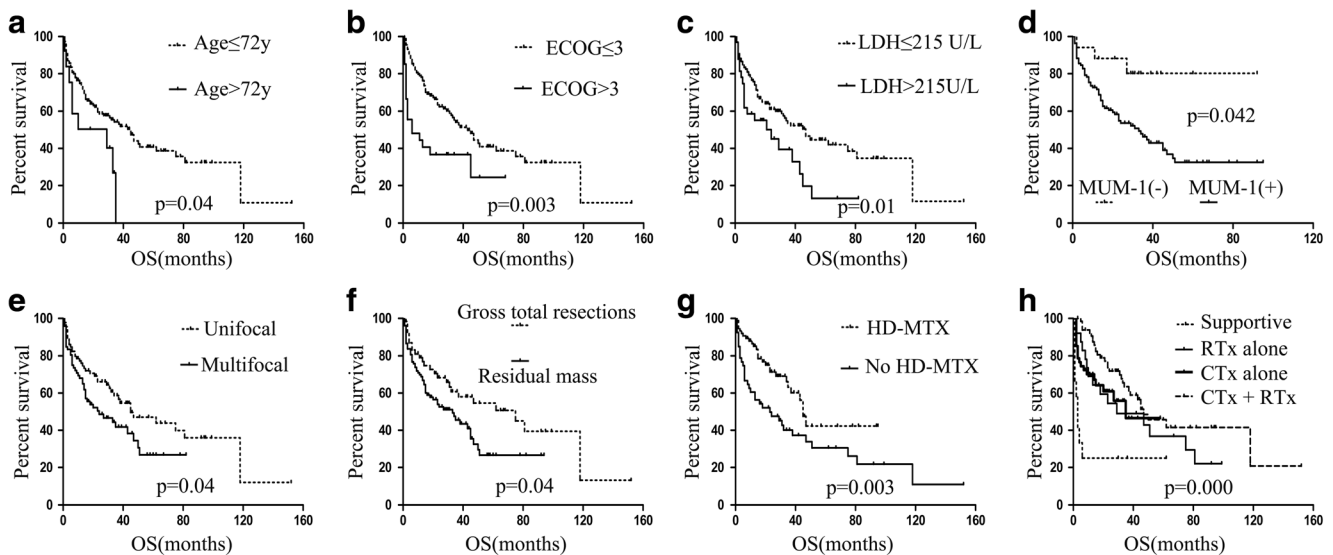 a
Percent survival
100
80
60
40
20
0
Age≤72y
Age>72y
p=0.04
0 40 80 120 160
OS(months)
b
Percent survival
100
80
60
40
20
0
ECOG≤3
ECOG>3
p=0.003
0 40 80 120 160
OS(months)
c
Percent survival
100
80
60
40
20
0
LDH≤215 U/L
LDH>215U/L
p=0.01
0 40 80 120 160
OS(months)
d
Percent survival
100
80
60
40
20
0
p=0.042
MUM-1(-) MUM-1(+)
0 40 80 120
OS(months)
e
Percent survival
100
80
60
40
20
0
Unifocal
Multifocal
p=0.04
0 40 80 120 160
OS(months)
f
Percent survival
100
80
60
40
20
0
Gross total resections
Residual mass
p=0.04
0 40 80 120 160
OS(months)
g
Percent survival
100
80
60
40
20
0
HD-MTX
No HD-MTX
p=0.003
0 40 80 120 160
OS(months)
h
Percent survival
100
80
60
40
20
0
Supportive
RTx alone
CTx alone
CTx + RTx
p=0.000
0 40 80 120 160
OS(months)